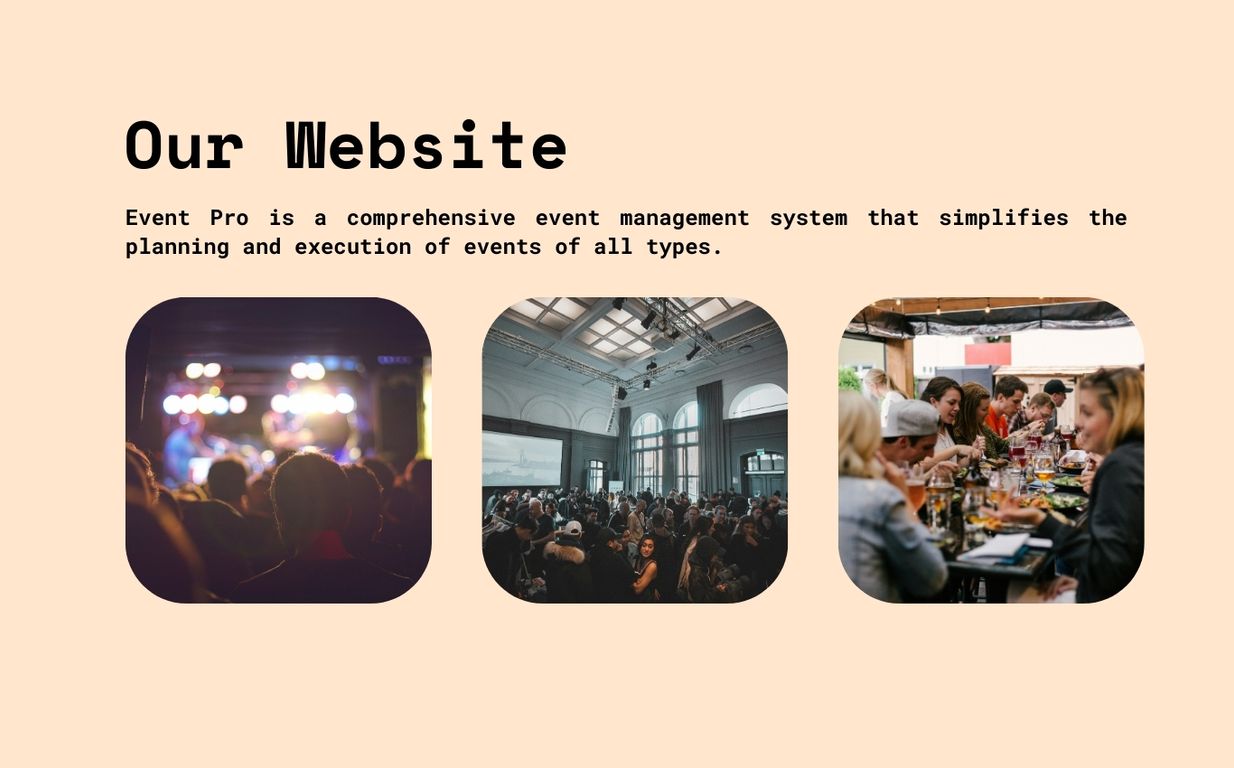 Our Website
Event Pro is a comprehensive event management system that simplifies the
planning and execution of events of all types.